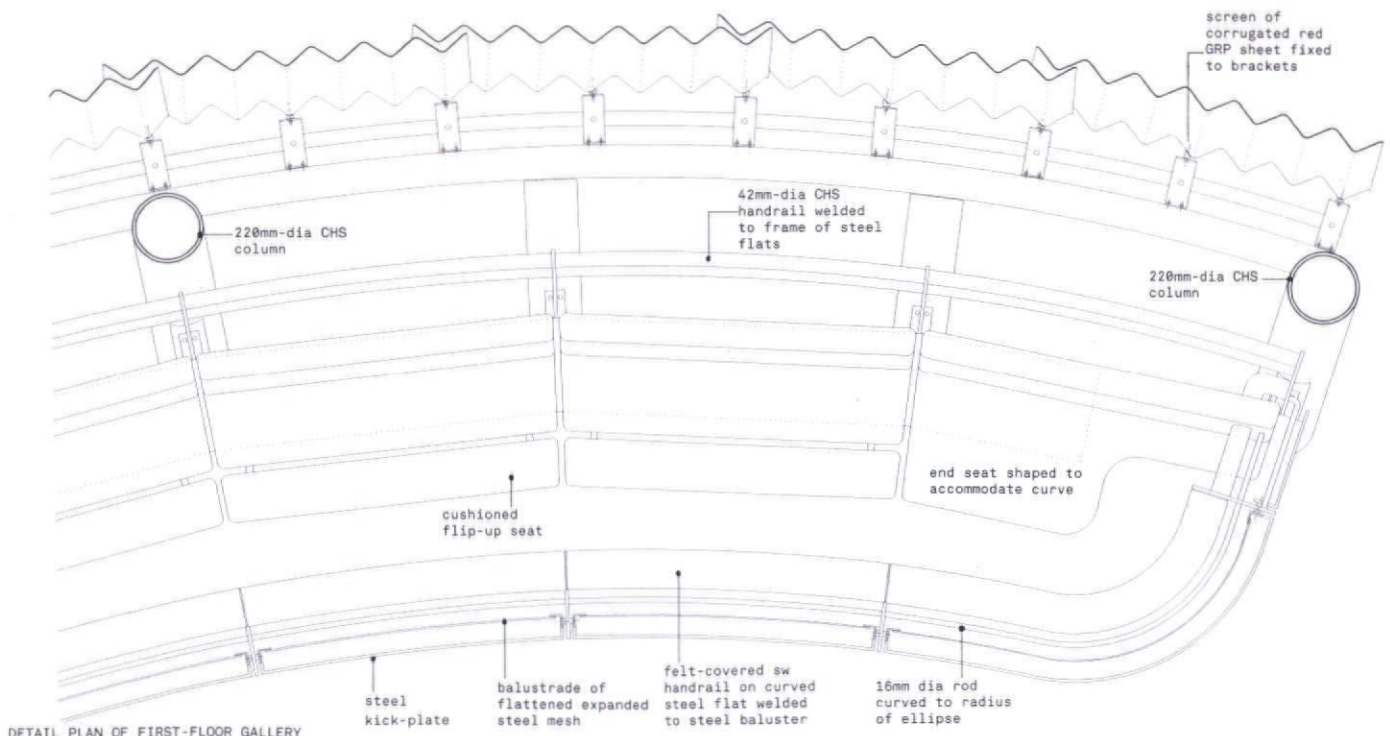 screen of
corrugated red
GRP sheet fixed
to brackets
42mm-dia CHS
handrail welded
to frame of steel
flats
220mm-dia CHS
column
220mm-dia CHS
column
end seat shaped to
accommodate curve
cushioned
flip-up seat
steel
kick-plate
balustrade of
flattened expanded
steel mesh
felt-covered sw
handrail on curved
steel flat welded
to steel baluster
16mm dia rod
curved to radius
of ellipse
DETAIL PLAN OF FIRST-FLOOR GALLERY